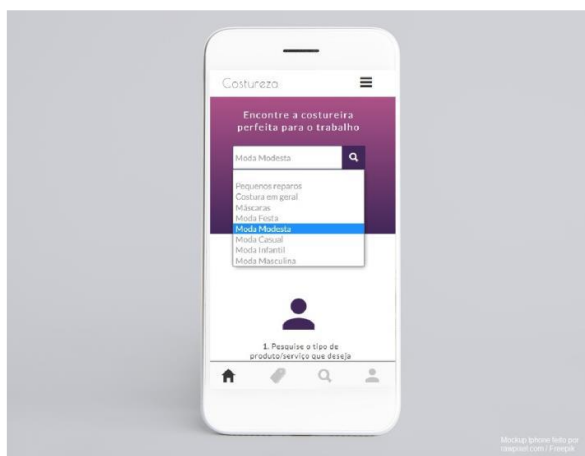 Costureza
Encontre a costureira
perfeita para o trabalho
Moda Modesta
Pequenos reparos
Costura em geral
Máscaras
Moda Festa
Moda Modesta
Moda Casual
Moda Infantil
Moda Masculina
1. Pesquise o tipo de
produto/serviço que deseja
Mockup Iphone feito por
rawpixel.com / Freepik